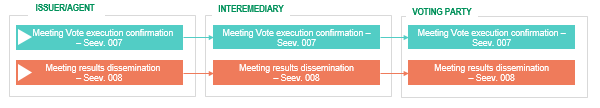 ISSUER/AGENT
Meeting Vote execution confirmation
– Seev. 007
Meeting results dissemination
– Seev. 008
INTEREMEDIARY
Meeting Vote execution confirmation –
Seev. 007
Meeting results dissemination
– Seev. 008
VOTING PARTY
Meeting Vote execution confirmation –
Seev. 007
Meeting results dissemination
– Seev. 008